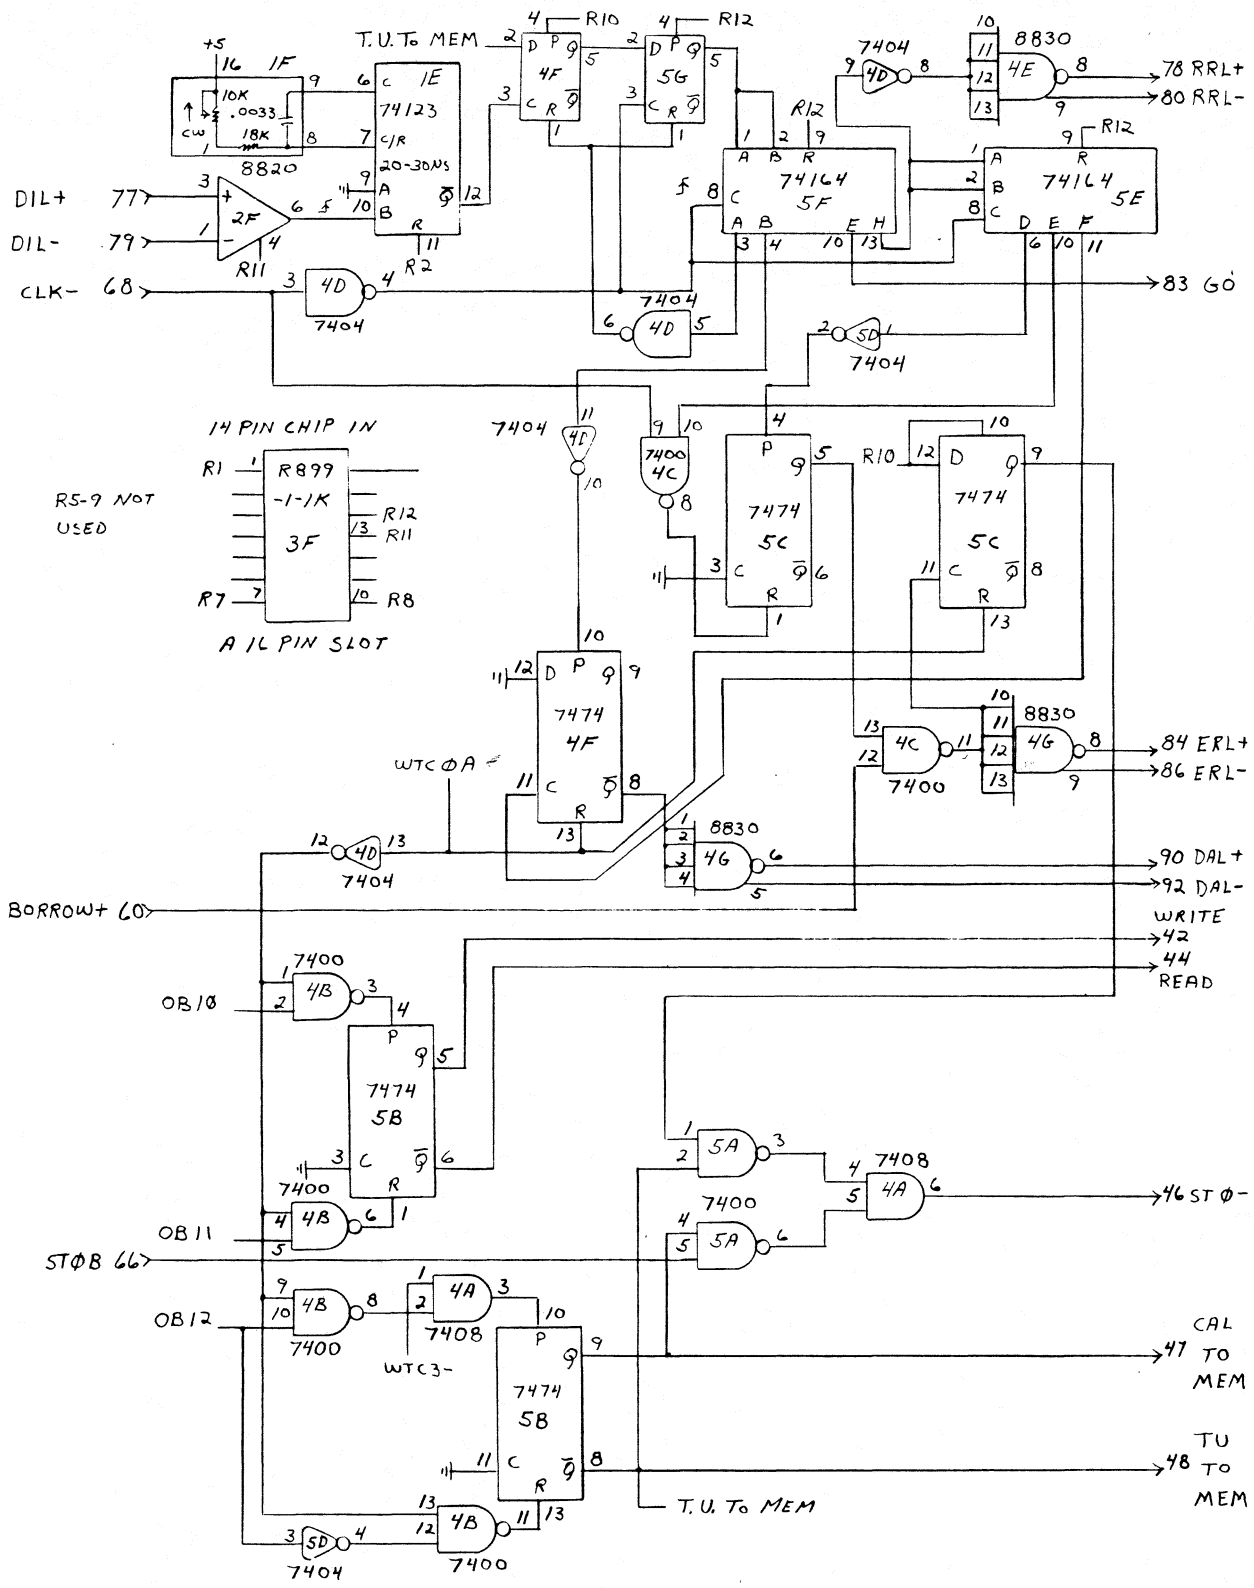 +5
16
1F
9
10K
.0033
CW
18K
1
8
8820
6
C
1E
74123
7
C/R
20-30NS
9
A
10
B
Q̅
12
R
11
R2
T.U. To MEM
2
4
R10
D
P
Q
5
4F
3
C
Q̅
R
1
2
4
R12
D
P
Q
5
5G
3
C
Q̅
R
1
7404
9
4D
8
10
11
12
13
8830
4E
8
9
78 RRL+
80 RRL-
R12
1
2
9
A
B
R
74164
8
C
5F
A
B
E
H
3
4
10
13
R12
9
1
A
R
2
B
74164
8
C
5E
D
E
F
6
10
11
DIL+ 77
3
+
2F
6
DIL- 79
1
-
4
R11
CLK- 68
3
4D
4
7404
7404
6
4D
5
83 GO
2
5D
1
7404
14 PIN CHIP IN
R1
1
R899
-1-1K
R12
3F
13
R11
R5-9 NOT
USED
R7
7
10
R8
A 16 PIN SLOT
7404
11
4D
10
9
10
7400
4C
8
4
P
Q
5
7474
5C
3
C
Q̅
6
R
1
R10
12
10
D
Q
9
7474
5C
11
C
Q̅
8
R
13
10
12
D
P
Q
9
7474
4F
11
C
Q̅
8
R
13
WTCØA-
12
4D
13
7404
13
12
4C
11
7400
10
11
12
13
8830
4G
8
9
84 ERL+
86 ERL-
1
2
3
4
8830
4G
6
5
90 DAL+
92 DAL-
BORROW+ 60
WRITE
42
44
READ
7400
1
4B
3
OB1Ø
2
4
P
Q
5
7474
5B
3
C
Q̅
6
R
1
7400
4
4B
6
OB11
5
STØB 66
1
5A
3
2
7400
4
5A
6
5
7408
4
4A
6
5
46 STØ-
9
4B
8
OB12
10
7400
1
4A
3
2
7408
WTC3-
10
P
Q
9
7474
5B
11
C
Q̅
8
R
13
CAL
47 TO
MEM
TU
48 TO
MEM
T.U. To MEM
13
4B
11
12
7400
3
5D
4
7404